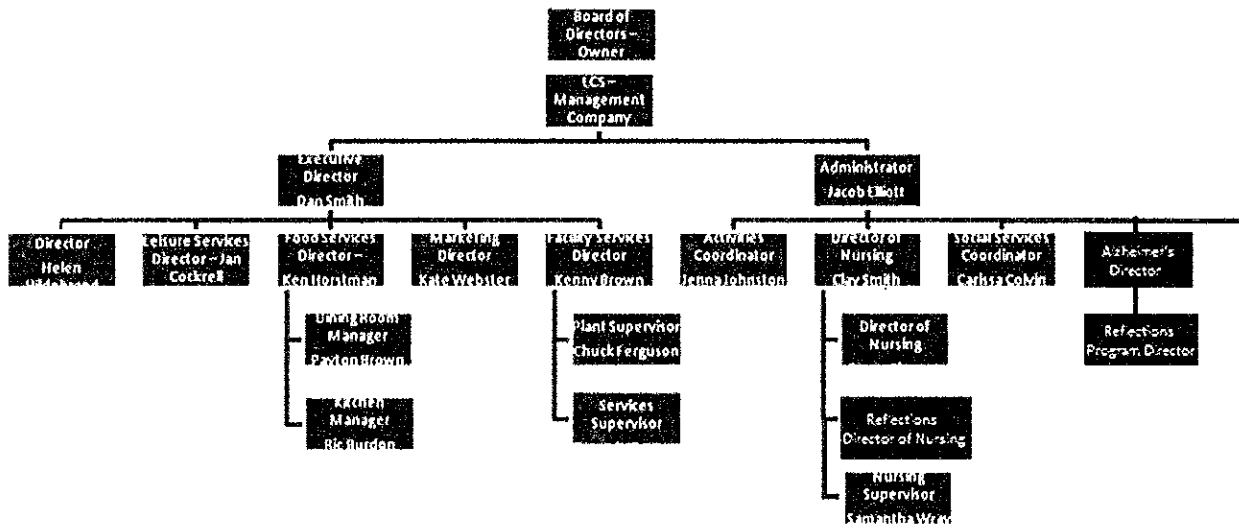 Board of
Directors –
Owner
LCS –
Management
Company
Executive
Director
Dan Smith
Administrator
Jacob Elliott
Director
Helen
Leisure Services
Director – Jan
Cockrell
Food Services
Director –
Ken Horstman
Marketing
Director
Kate Webster
Facility Services
Director
Kenny Brown
Activities
Coordinator
Jenna Johnston
Director of
Nursing
Clay Smith
Social Services
Coordinator
Carissa Colvin
Alzheimer's
Director
Dining Room
Manager
Payton Brown
Plant Supervisor
Chuck Ferguson
Director of
Nursing
Reflections
Program Director
Kitchen
Manager
Ric Burdon
Services
Supervisor
Reflections
Director of Nursing
Nursing
Supervisor
Samantha Wray